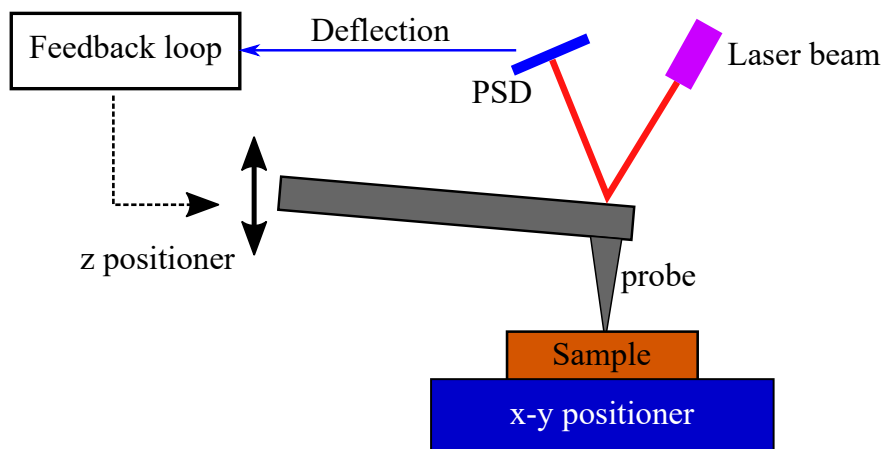 Feedback loop
Deflection
Laser beam
PSD
z positioner
probe
Sample
x-y positioner